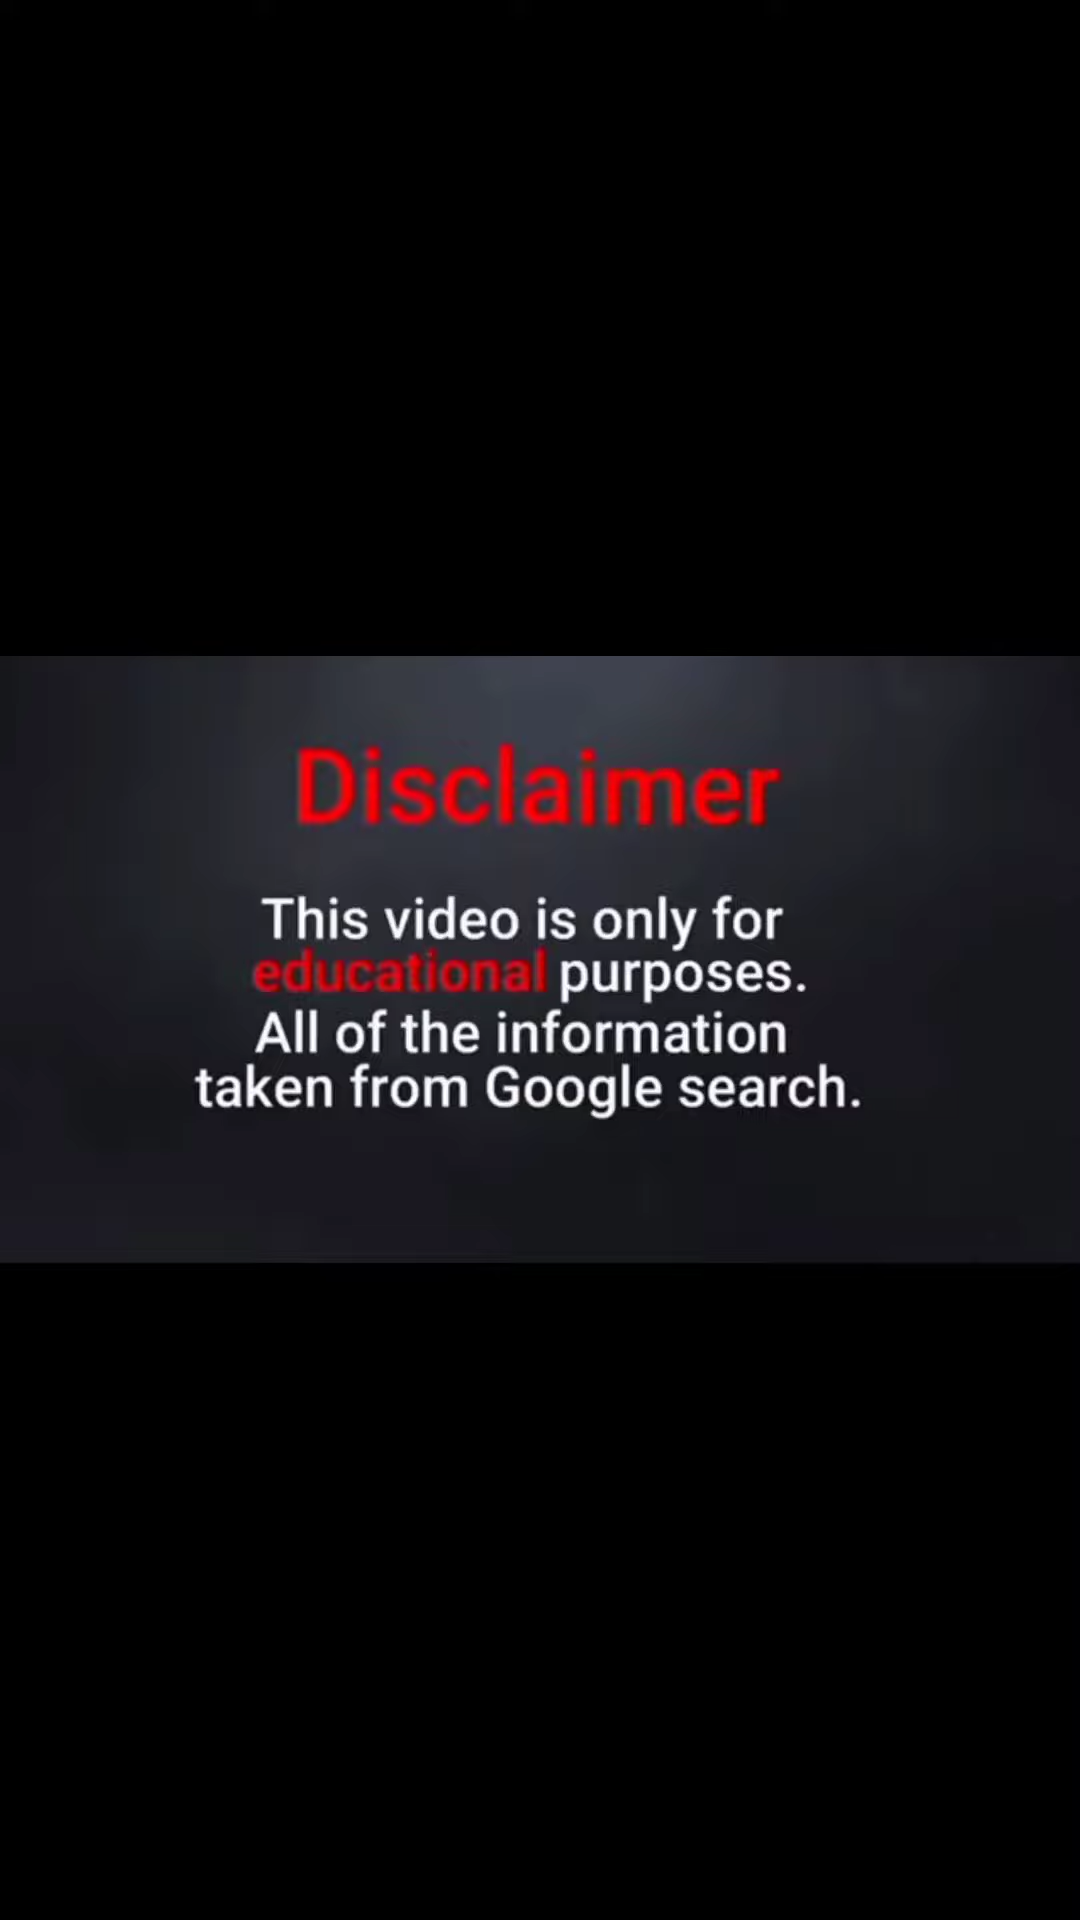 Disclaimer
This video is only for
educational purposes.
All of the information
taken from Google search.